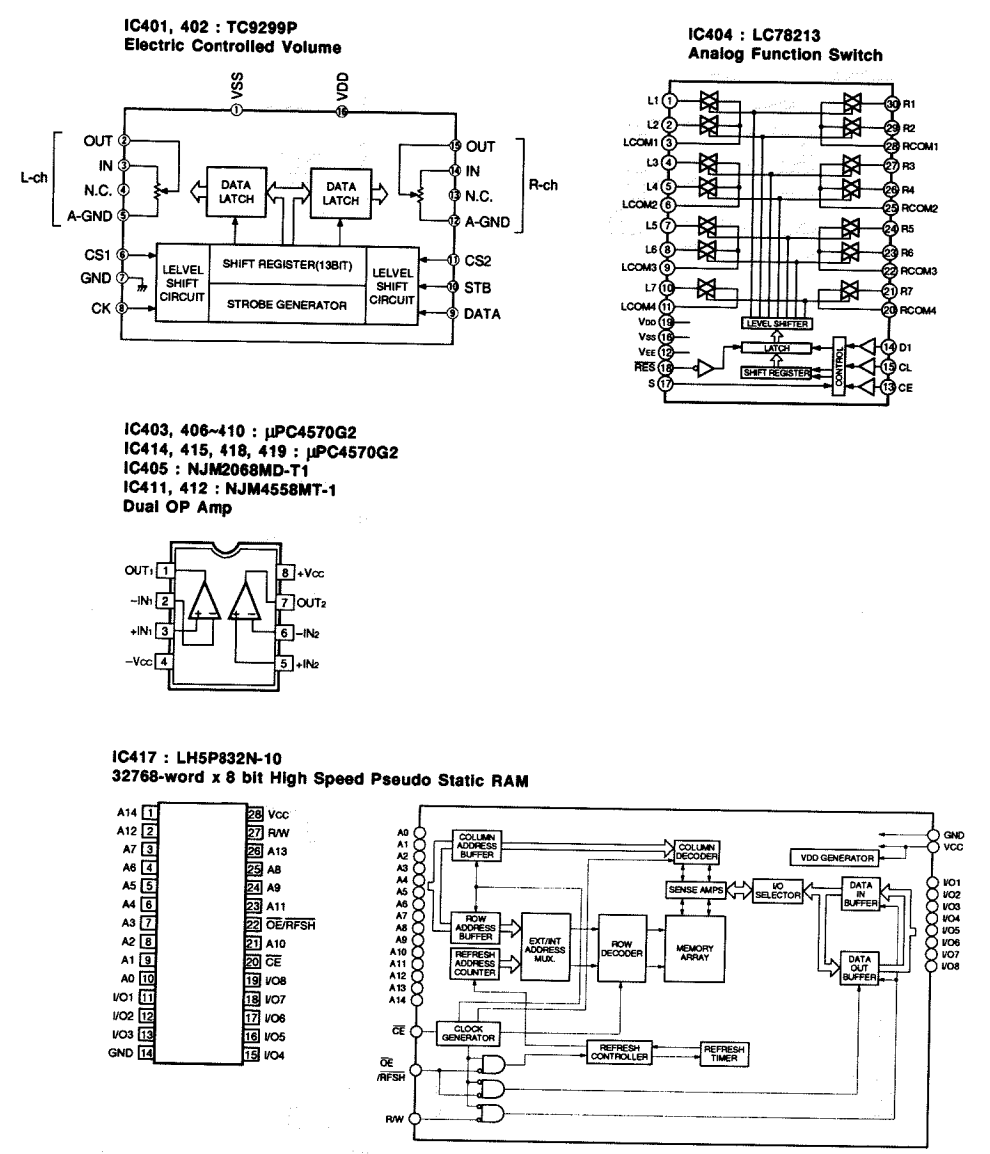 IC401, 402 : TC9299P
Electric Controlled Volume
VSS
VDD
1
16
L-ch
OUT 2
IN 3
N.C. 4
A-GND 5
CS1 6
GND 7
CK 8
15 OUT
14 IN
13 N.C.
12 A-GND
11 CS2
10 STB
9 DATA
R-ch
DATA
LATCH
DATA
LATCH
LELVEL
SHIFT
CIRCUIT
SHIFT REGISTER(13BIT)
STROBE GENERATOR
LELVEL
SHIFT
CIRCUIT
IC404 : LC78213
Analog Function Switch
L1 1
L2 2
LCOM1 3
L3 4
L4 5
LCOM2 6
L5 7
L6 8
LCOM3 9
L7 10
LCOM4 11
VDD 19
VSS 16
VEE 12
RES 18
S 17
30 R1
29 R2
28 RCOM1
27 R3
26 R4
25 RCOM2
24 R5
23 R6
22 RCOM3
21 R7
20 RCOM4
14 D1
15 CL
13 CE
LEVEL SHIFTER
LATCH
SHIFT REGISTER
CONTROL
IC403, 406~410 : μPC4570G2
IC414, 415, 418, 419 : μPC4570G2
IC405 : NJM2068MD-T1
IC411, 412 : NJM4558MT-1
Dual OP Amp
OUT1 1
−IN1 2
+IN1 3
−VCC 4
8 +VCC
7 OUT2
6 −IN2
5 +IN2
+ −
+ −
IC417 : LH5P832N-10
32768-word x 8 bit High Speed Pseudo Static RAM
A14 1
A12 2
A7 3
A6 4
A5 5
A4 6
A3 7
A2 8
A1 9
A0 10
I/O1 11
I/O2 12
I/O3 13
GND 14
28 VCC
27 R/W
26 A13
25 A8
24 A9
23 A11
22 OE/RFSH
21 A10
20 CE
19 I/O8
18 I/O7
17 I/O6
16 I/O5
15 I/O4
A0
A1
A2
A3
A4
A5
A6
A7
A8
A9
A10
A11
A12
A13
A14
CE
OE
/RFSH
R/W
COLUMN
ADDRESS
BUFFER
ROW
ADDRESS
BUFFER
REFRESH
ADDRESS
COUNTER
CLOCK
GENERATOR
EXT/INT
ADDRESS
MUX.
ROW
DECODER
COLUMN
DECODER
SENSE AMPS
MEMORY
ARRAY
REFRESH
CONTROLLER
REFRESH
TIMER
I/O
SELECTOR
VDD GENERATOR
DATA
IN
BUFFER
DATA
OUT
BUFFER
GND
VCC
I/O1
I/O2
I/O3
I/O4
I/O5
I/O6
I/O7
I/O8